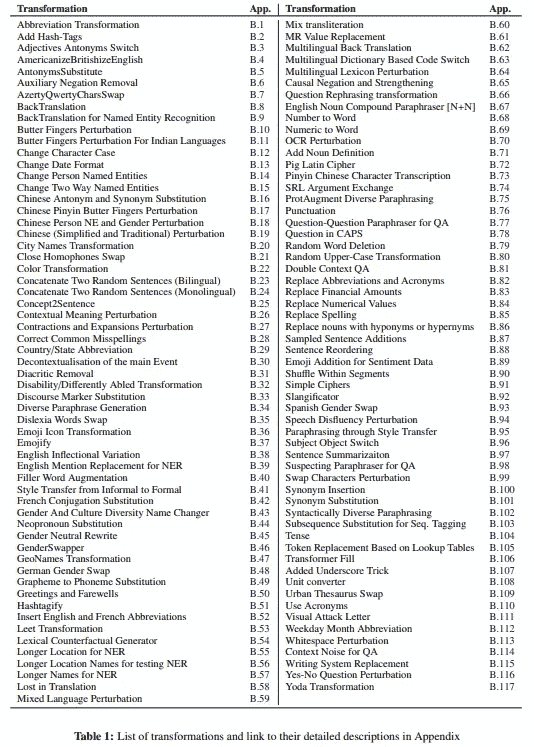 Transformation App.
Abbreviation Transformation B.1
Add Hash-Tags B.2
Adjectives Antonyms Switch B.3
AmericanizeBritishizeEnglish B.4
AntonymsSubstitute B.5
Auxiliary Negation Removal B.6
AzertyQwertyCharsSwap B.7
BackTranslation B.8
BackTranslation for Named Entity Recognition B.9
Butter Fingers Perturbation B.10
Butter Fingers Perturbation For Indian Languages B.11
Change Character Case B.12
Change Date Format B.13
Change Person Named Entities B.14
Change Two Way Named Entities B.15
Chinese Antonym and Synonym Substitution B.16
Chinese Pinyin Butter Fingers Perturbation B.17
Chinese Person NE and Gender Perturbation B.18
Chinese (Simplified and Traditional) Perturbation B.19
City Names Transformation B.20
Close Homophones Swap B.21
Color Transformation B.22
Concatenate Two Random Sentences (Bilingual) B.23
Concatenate Two Random Sentences (Monolingual) B.24
Concept2Sentence B.25
Contextual Meaning Perturbation B.26
Contractions and Expansions Perturbation B.27
Correct Common Misspellings B.28
Country/State Abbreviation B.29
Decontextualisation of the main Event B.30
Diacritic Removal B.31
Disability/Differently Abled Transformation B.32
Discourse Marker Substitution B.33
Diverse Paraphrase Generation B.34
Dislexia Words Swap B.35
Emoji Icon Transformation B.36
Emojify B.37
English Inflectional Variation B.38
English Mention Replacement for NER B.39
Filler Word Augmentation B.40
Style Transfer from Informal to Formal B.41
French Conjugation Substitution B.42
Gender And Culture Diversity Name Changer B.43
Neopronoun Substitution B.44
Gender Neutral Rewrite B.45
GenderSwapper B.46
GeoNames Transformation B.47
German Gender Swap B.48
Grapheme to Phoneme Substitution B.49
Greetings and Farewells B.50
Hashtagify B.51
Insert English and French Abbreviations B.52
Leet Transformation B.53
Lexical Counterfactual Generator B.54
Longer Location for NER B.55
Longer Location Names for testing NER B.56
Longer Names for NER B.57
Lost in Translation B.58
Mixed Language Perturbation B.59
Transformation App.
Mix transliteration B.60
MR Value Replacement B.61
Multilingual Back Translation B.62
Multilingual Dictionary Based Code Switch B.63
Multilingual Lexicon Perturbation B.64
Causal Negation and Strengthening B.65
Question Rephrasing transformation B.66
English Noun Compound Paraphraser [N+N] B.67
Number to Word B.68
Numeric to Word B.69
OCR Perturbation B.70
Add Noun Definition B.71
Pig Latin Cipher B.72
Pinyin Chinese Character Transcription B.73
SRL Argument Exchange B.74
ProtAugment Diverse Paraphrasing B.75
Punctuation B.76
Question-Question Paraphraser for QA B.77
Question in CAPS B.78
Random Word Deletion B.79
Random Upper-Case Transformation B.80
Double Context QA B.81
Replace Abbreviations and Acronyms B.82
Replace Financial Amounts B.83
Replace Numerical Values B.84
Replace Spelling B.85
Replace nouns with hyponyms or hypernyms B.86
Sampled Sentence Additions B.87
Sentence Reordering B.88
Emoji Addition for Sentiment Data B.89
Shuffle Within Segments B.90
Simple Ciphers B.91
Slangificator B.92
Spanish Gender Swap B.93
Speech Disfluency Perturbation B.94
Paraphrasing through Style Transfer B.95
Subject Object Switch B.96
Sentence Summarizaiton B.97
Suspecting Paraphraser for QA B.98
Swap Characters Perturbation B.99
Synonym Insertion B.100
Synonym Substitution B.101
Syntactically Diverse Paraphrasing B.102
Subsequence Substitution for Seq. Tagging B.103
Tense B.104
Token Replacement Based on Lookup Tables B.105
Transformer Fill B.106
Added Underscore Trick B.107
Unit converter B.108
Urban Thesaurus Swap B.109
Use Acronyms B.110
Visual Attack Letter B.111
Weekday Month Abbreviation B.112
Whitespace Perturbation B.113
Context Noise for QA B.114
Writing System Replacement B.115
Yes-No Question Perturbation B.116
Yoda Transformation B.117
Table 1: List of transformations and link to their detailed descriptions in Appendix